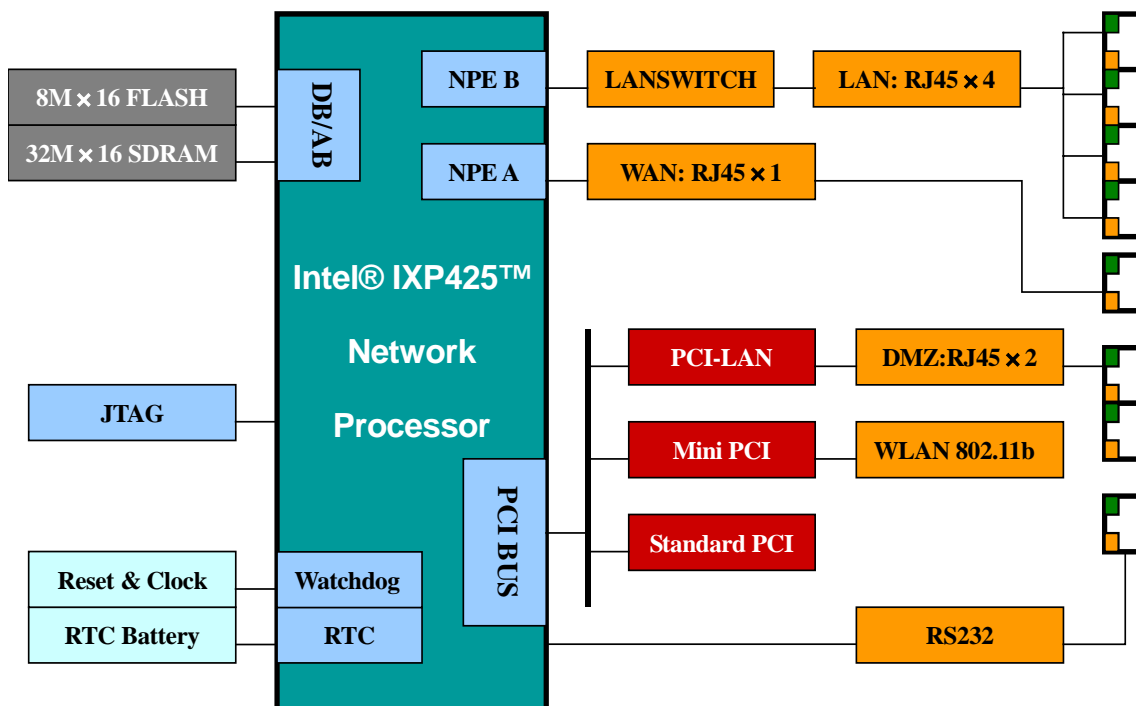 8M × 16 FLASH
32M × 16 SDRAM
DB/AB
NPE B
LANSWITCH
LAN: RJ45 × 4
NPE A
WAN: RJ45 × 1
Intel® IXP425™
Network
Processor
JTAG
PCI-LAN
DMZ:RJ45 × 2
Mini PCI
WLAN 802.11b
Standard PCI
PCI BUS
Reset & Clock
Watchdog
RTC Battery
RTC
RS232